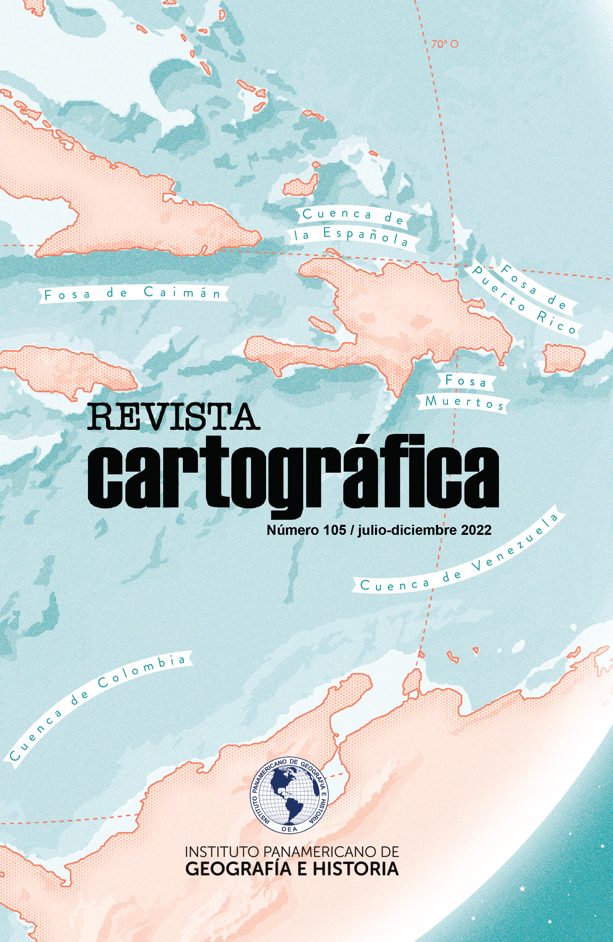 70° O
Cuenca de
la Española
Fosa de
Puerto Rico
Fosa de Caimán
Fosa
Muertos
REVISTA
cartográfica
Número 105 / julio-diciembre 2022
Cuenca de Venezuela
Cuenca de Colombia
INSTITUTO PANAMERICANO DE GEOGRAFIA E HISTORIA
OEA
INSTITUTO PANAMERICANO DE
GEOGRAFÍA E HISTORIA